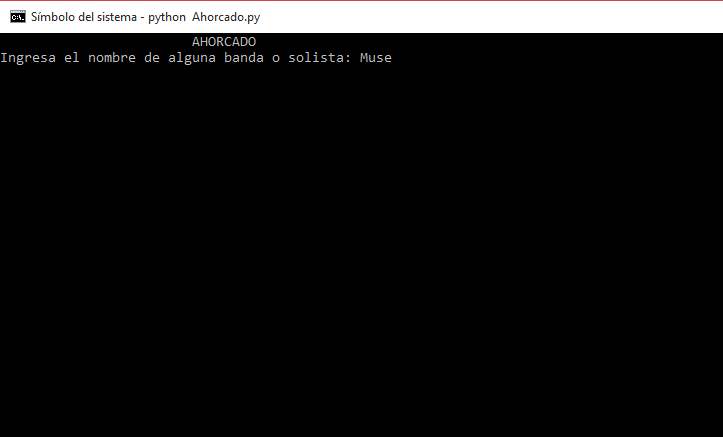 Símbolo del sistema - python Ahorcado.py
AHORCADO
Ingresa el nombre de alguna banda o solista: Muse